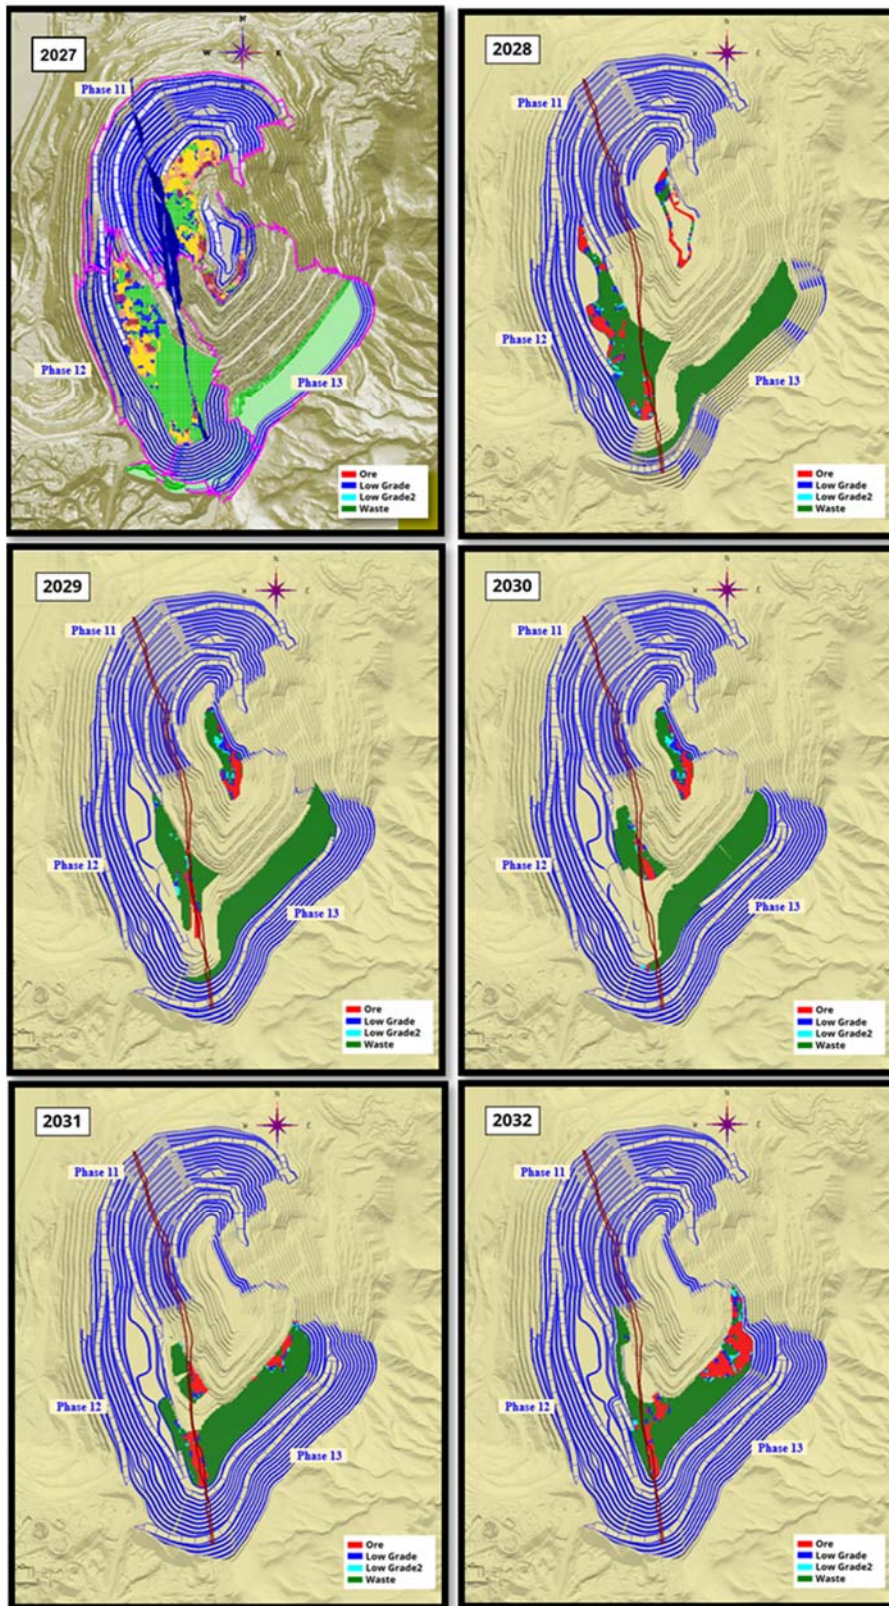 2027
N
W E
Phase 11
Phase 12
Phase 13
Ore
Low Grade
Low Grade2
Waste
2028
N
W E
Phase 11
Phase 12
Phase 13
Ore
Low Grade
Low Grade2
Waste
2029
N
W E
Phase 11
Phase 12
Phase 13
Ore
Low Grade
Low Grade2
Waste
2030
N
W E
Phase 11
Phase 12
Phase 13
Ore
Low Grade
Low Grade2
Waste
2031
N
W E
Phase 11
Phase 12
Phase 13
Ore
Low Grade
Low Grade2
Waste
2032
N
W E
Phase 11
Phase 12
Phase 13
Ore
Low Grade
Low Grade2
Waste